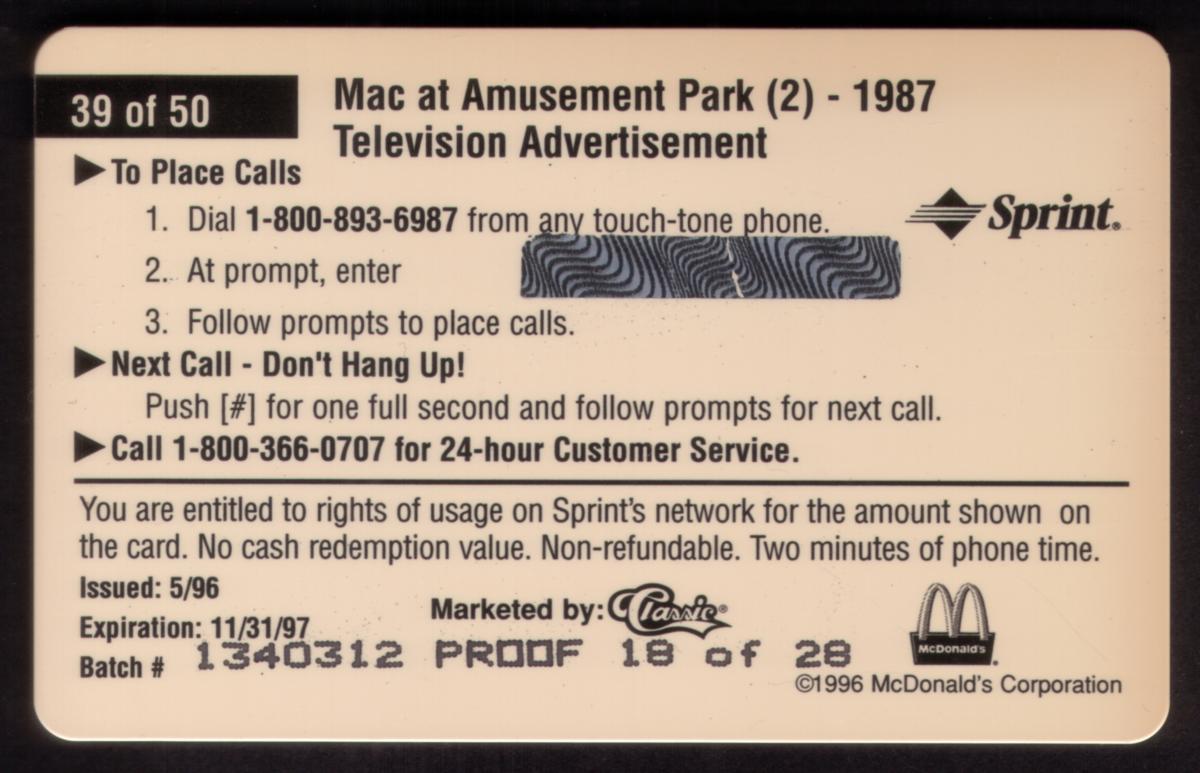 39 of 50
Mac at Amusement Park (2) - 1987
Television Advertisement
▶To Place Calls
1. Dial 1-800-893-6987 from any touch-tone phone.
Sprint®
2. At prompt, enter
3. Follow prompts to place calls.
▶Next Call - Don't Hang Up!
Push [#] for one full second and follow prompts for next call.
▶Call 1-800-366-0707 for 24-hour Customer Service.
You are entitled to rights of usage on Sprint's network for the amount shown on
the card. No cash redemption value. Non-refundable. Two minutes of phone time.
Issued: 5/96
Marketed by: Classic®
Expiration: 11/31/97
Batch # 1340312 PROOF 18 of 28
McDonald's®
©1996 McDonald's Corporation